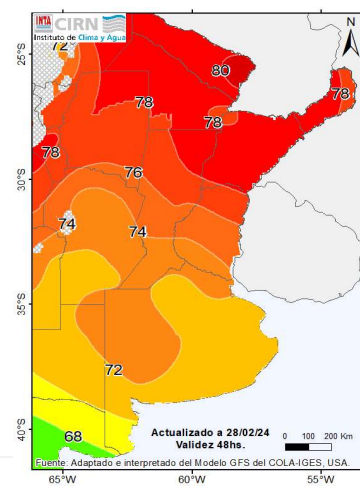 INTA CIRN
Instituto de Clima y Agua
72
80
78
78
78
78
76
74
74
72
68
25°S
30°S
35°S
40°S
N
Actualizado a 28/02/24
Validez 48hs.
0 100 200 Km
Fuente: Adaptado e interpretado del Modelo GFS del COLA-IGES, USA.
65°W
60°W
55°W